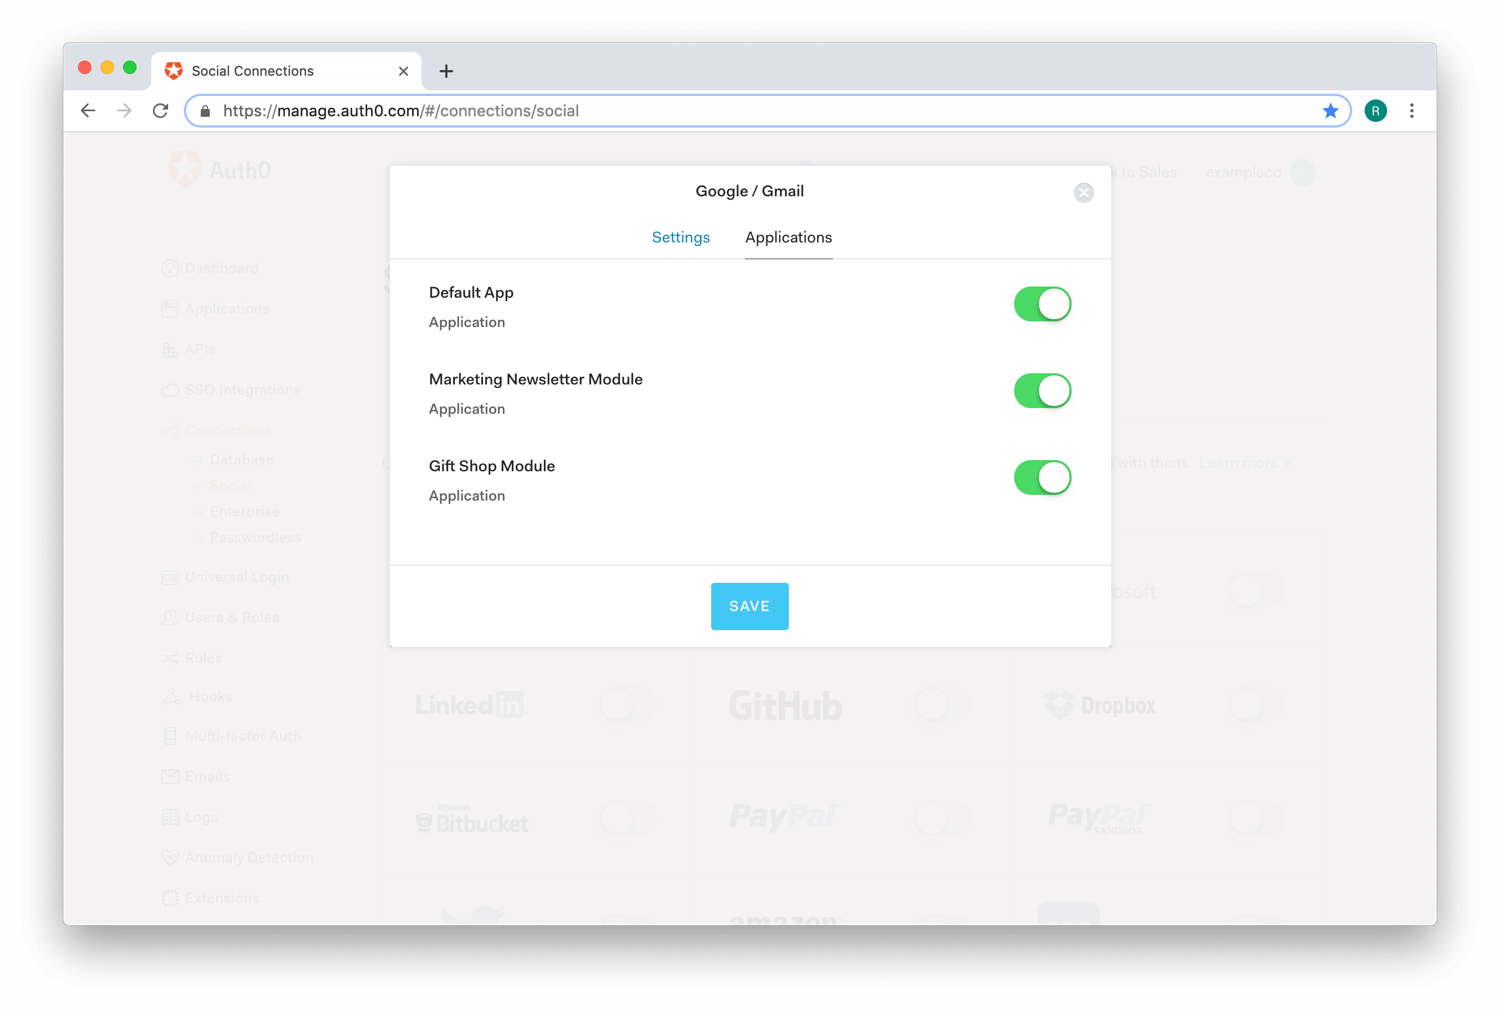 Social Connections
https://manage.auth0.com/#/connections/social
R
Auth0
k to Sales
exampleco
Google / Gmail
Settings
Applications
Default App
Application
Marketing Newsletter Module
Application
Gift Shop Module
Application
SAVE
Dashboard
Applications
APIs
SSO Integrations
Connections
Database
Social
Enterprise
Passwordless
Universal Login
Users & Roles
Rules
Hooks
Multi-factor Auth
Emails
Logs
Anomaly Detection
Extensions
with them. Learn more
osoft
LinkedIn
GitHub
Dropbox
Bitbucket
PayPal
PayPal
SANDBOX
amazon